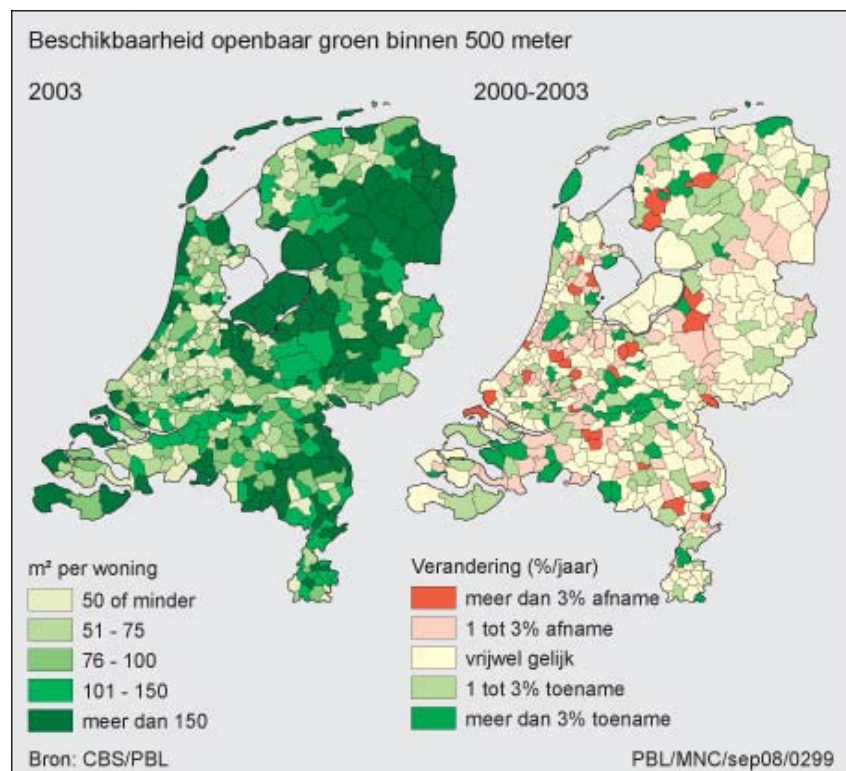 Beschikbaarheid openbaar groen binnen 500 meter
2003
2000-2003
m² per woning
50 of minder
51 - 75
76 - 100
101 - 150
meer dan 150
Verandering (%/jaar)
meer dan 3% afname
1 tot 3% afname
vrijwel gelijk
1 tot 3% toename
meer dan 3% toename
Bron: CBS/PBL
PBL/MNC/sep08/0299